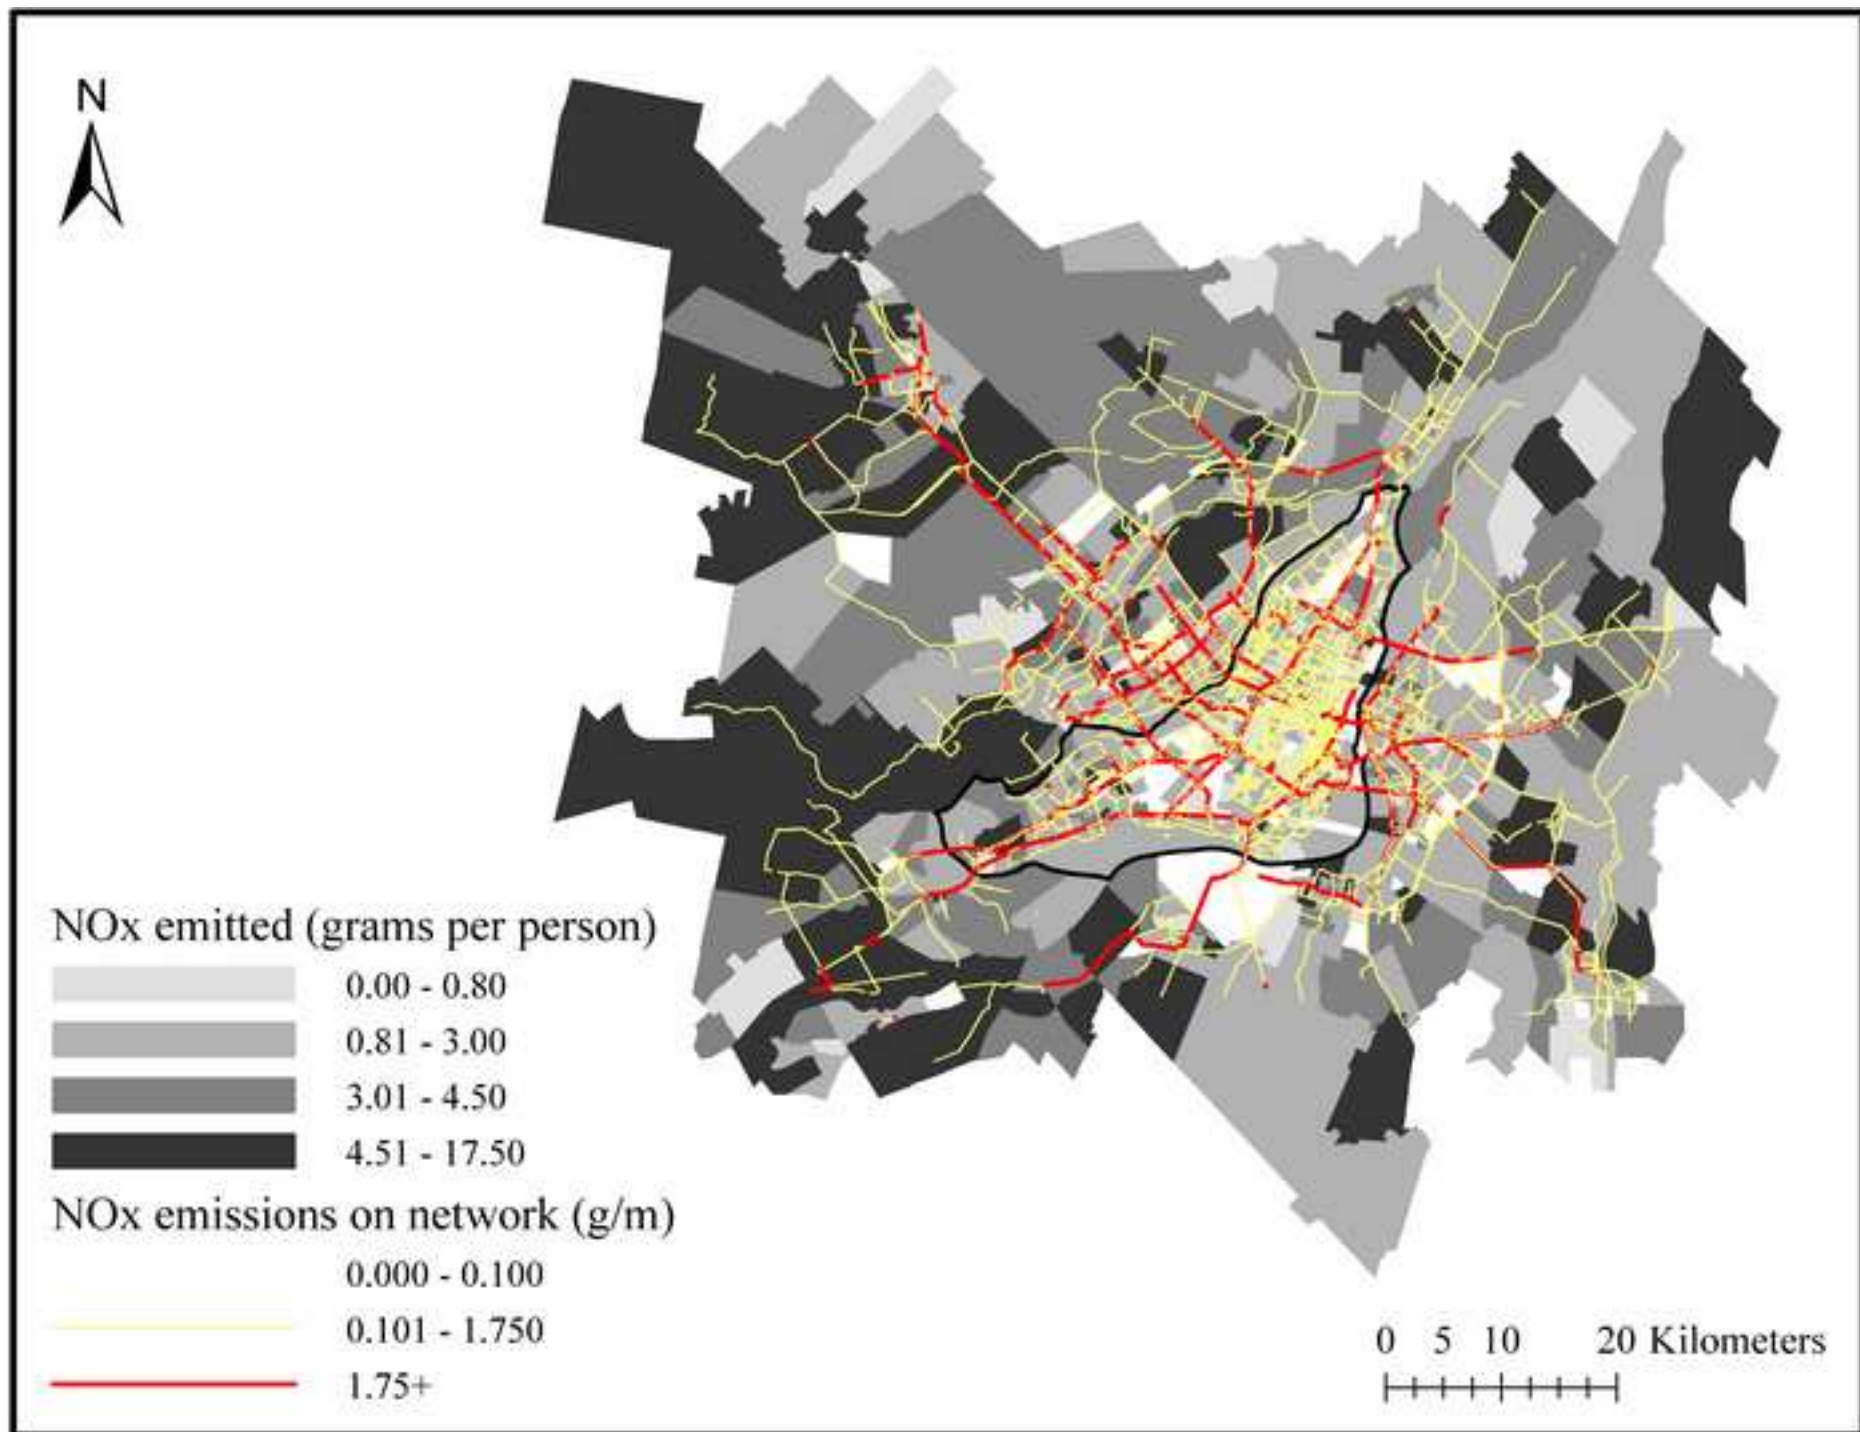 N
NOx emitted (grams per person)
0.00 - 0.80
0.81 - 3.00
3.01 - 4.50
4.51 - 17.50
NOx emissions on network (g/m)
0.000 - 0.100
0.101 - 1.750
1.75+
0 5 10 20 Kilometers